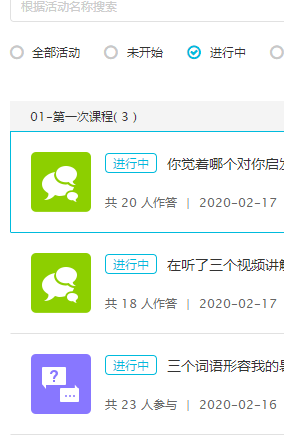 根据活动名称搜索
全部活动 未开始 进行中
01-第一次课程( 3 )
进行中 你觉着哪个对你启发
共 20 人作答 | 2020-02-17
进行中 在听了三个视频讲解
共 18 人作答 | 2020-02-17
进行中 三个词语形容我的
共 23 人参与 | 2020-02-16